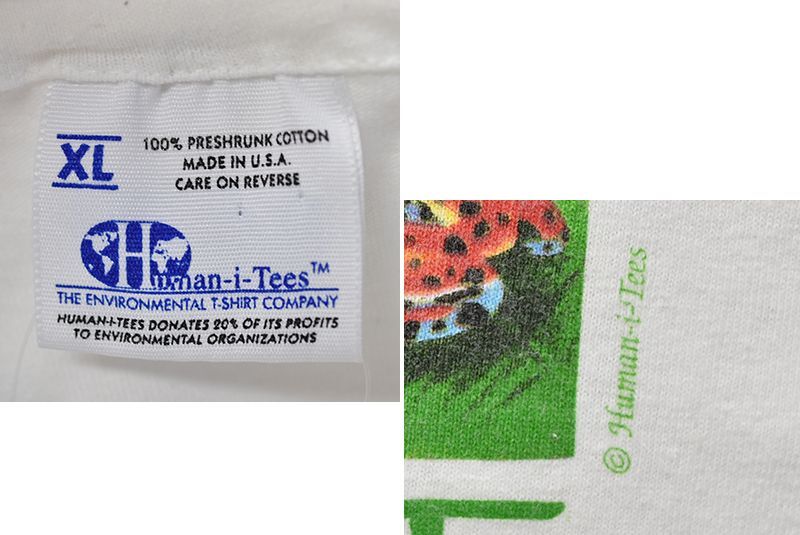 XL
100% PRESHRUNK COTTON
MADE IN U.S.A.
CARE ON REVERSE
Human-i-Tees™
THE ENVIRONMENTAL T-SHIRT COMPANY
HUMAN-I-TEES DONATES 20% OF ITS PROFITS
TO ENVIRONMENTAL ORGANIZATIONS
© Human-i-Tees